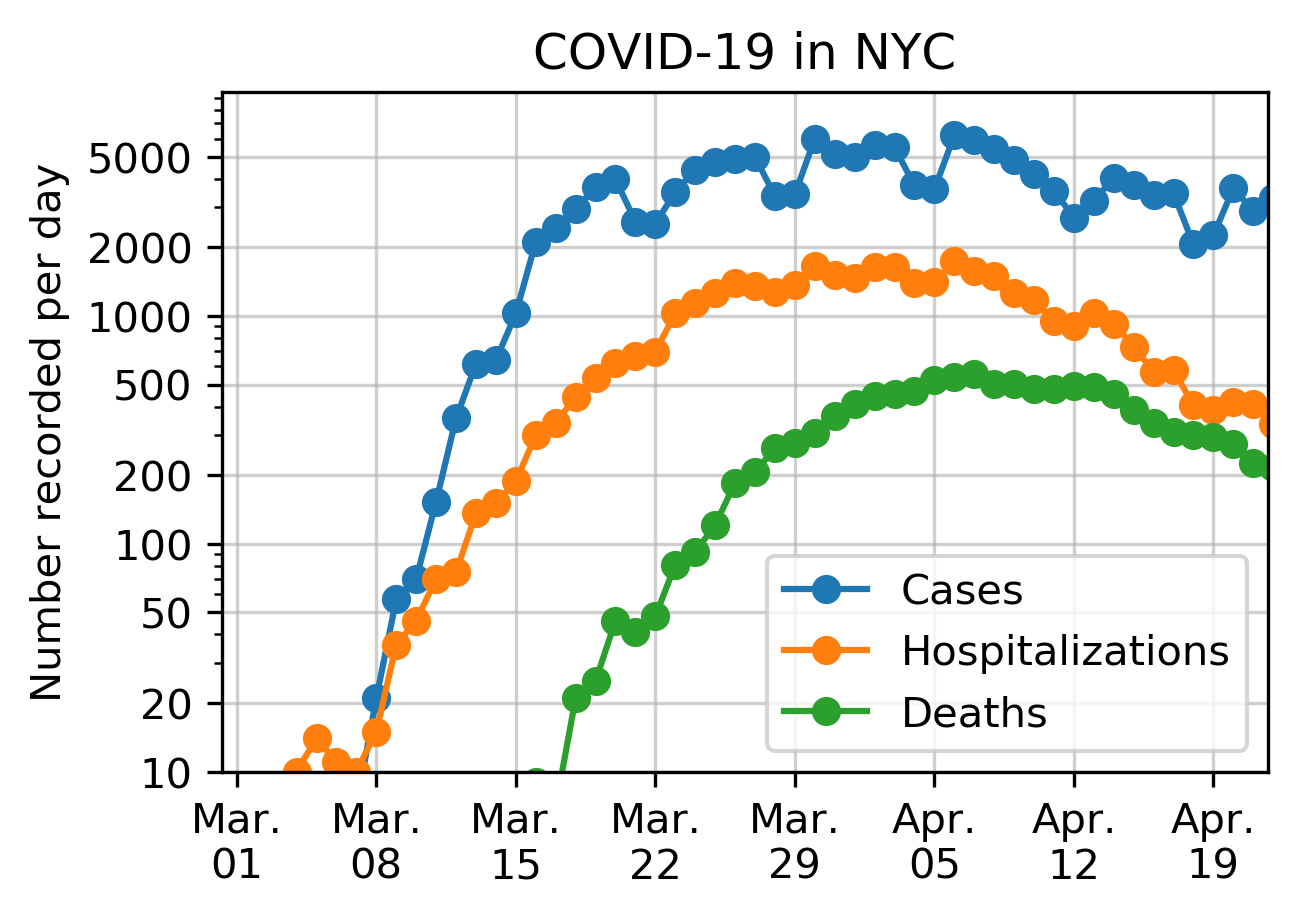 COVID-19 in NYC
Number recorded per day
5000
2000
1000
500
200
100
50
20
10
Cases
Hospitalizations
Deaths
Mar. Mar. Mar. Mar. Mar. Apr. Apr. Apr.
01 08 15 22 29 05 12 19